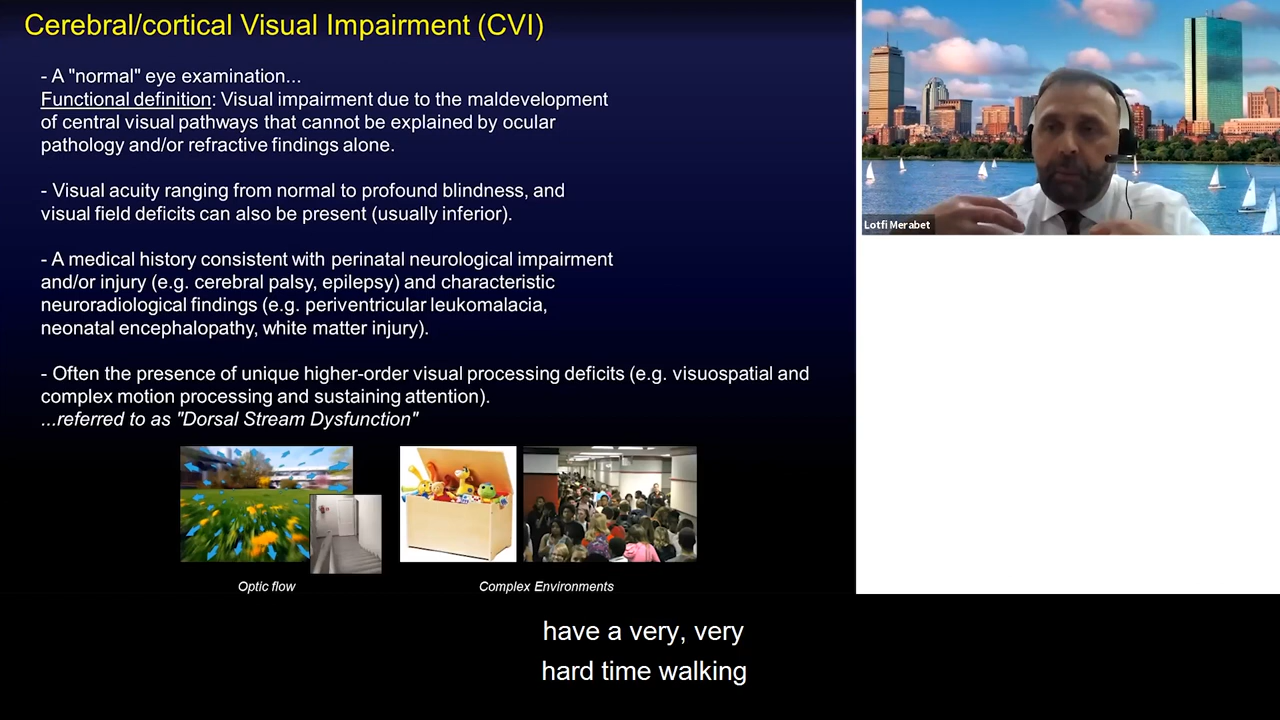 Cerebral/cortical Visual Impairment (CVI)
- A "normal" eye examination...
Functional definition: Visual impairment due to the maldevelopment
of central visual pathways that cannot be explained by ocular
pathology and/or refractive findings alone.
- Visual acuity ranging from normal to profound blindness, and
visual field deficits can also be present (usually inferior).
- A medical history consistent with perinatal neurological impairment
and/or injury (e.g. cerebral palsy, epilepsy) and characteristic
neuroradiological findings (e.g. periventricular leukomalacia,
neonatal encephalopathy, white matter injury).
- Often the presence of unique higher-order visual processing deficits (e.g. visuospatial and
complex motion processing and sustaining attention).
...referred to as "Dorsal Stream Dysfunction"
Optic flow
Complex Environments
Lotfi Merabet
have a very, very
hard time walking